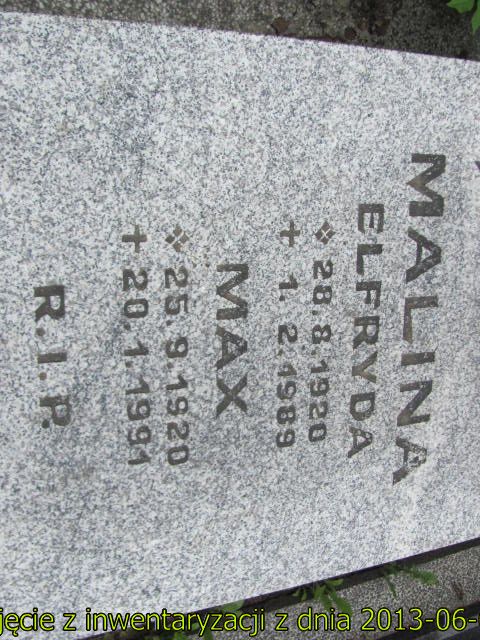 MALINA
ELFRYDA
❖ 28.8.1920
✝ 1. 2.1989
MAX
❖ 25.9.1920
✝ 20.1.1991
R.I.P.
z inwentaryzacji z dnia 2013-06-